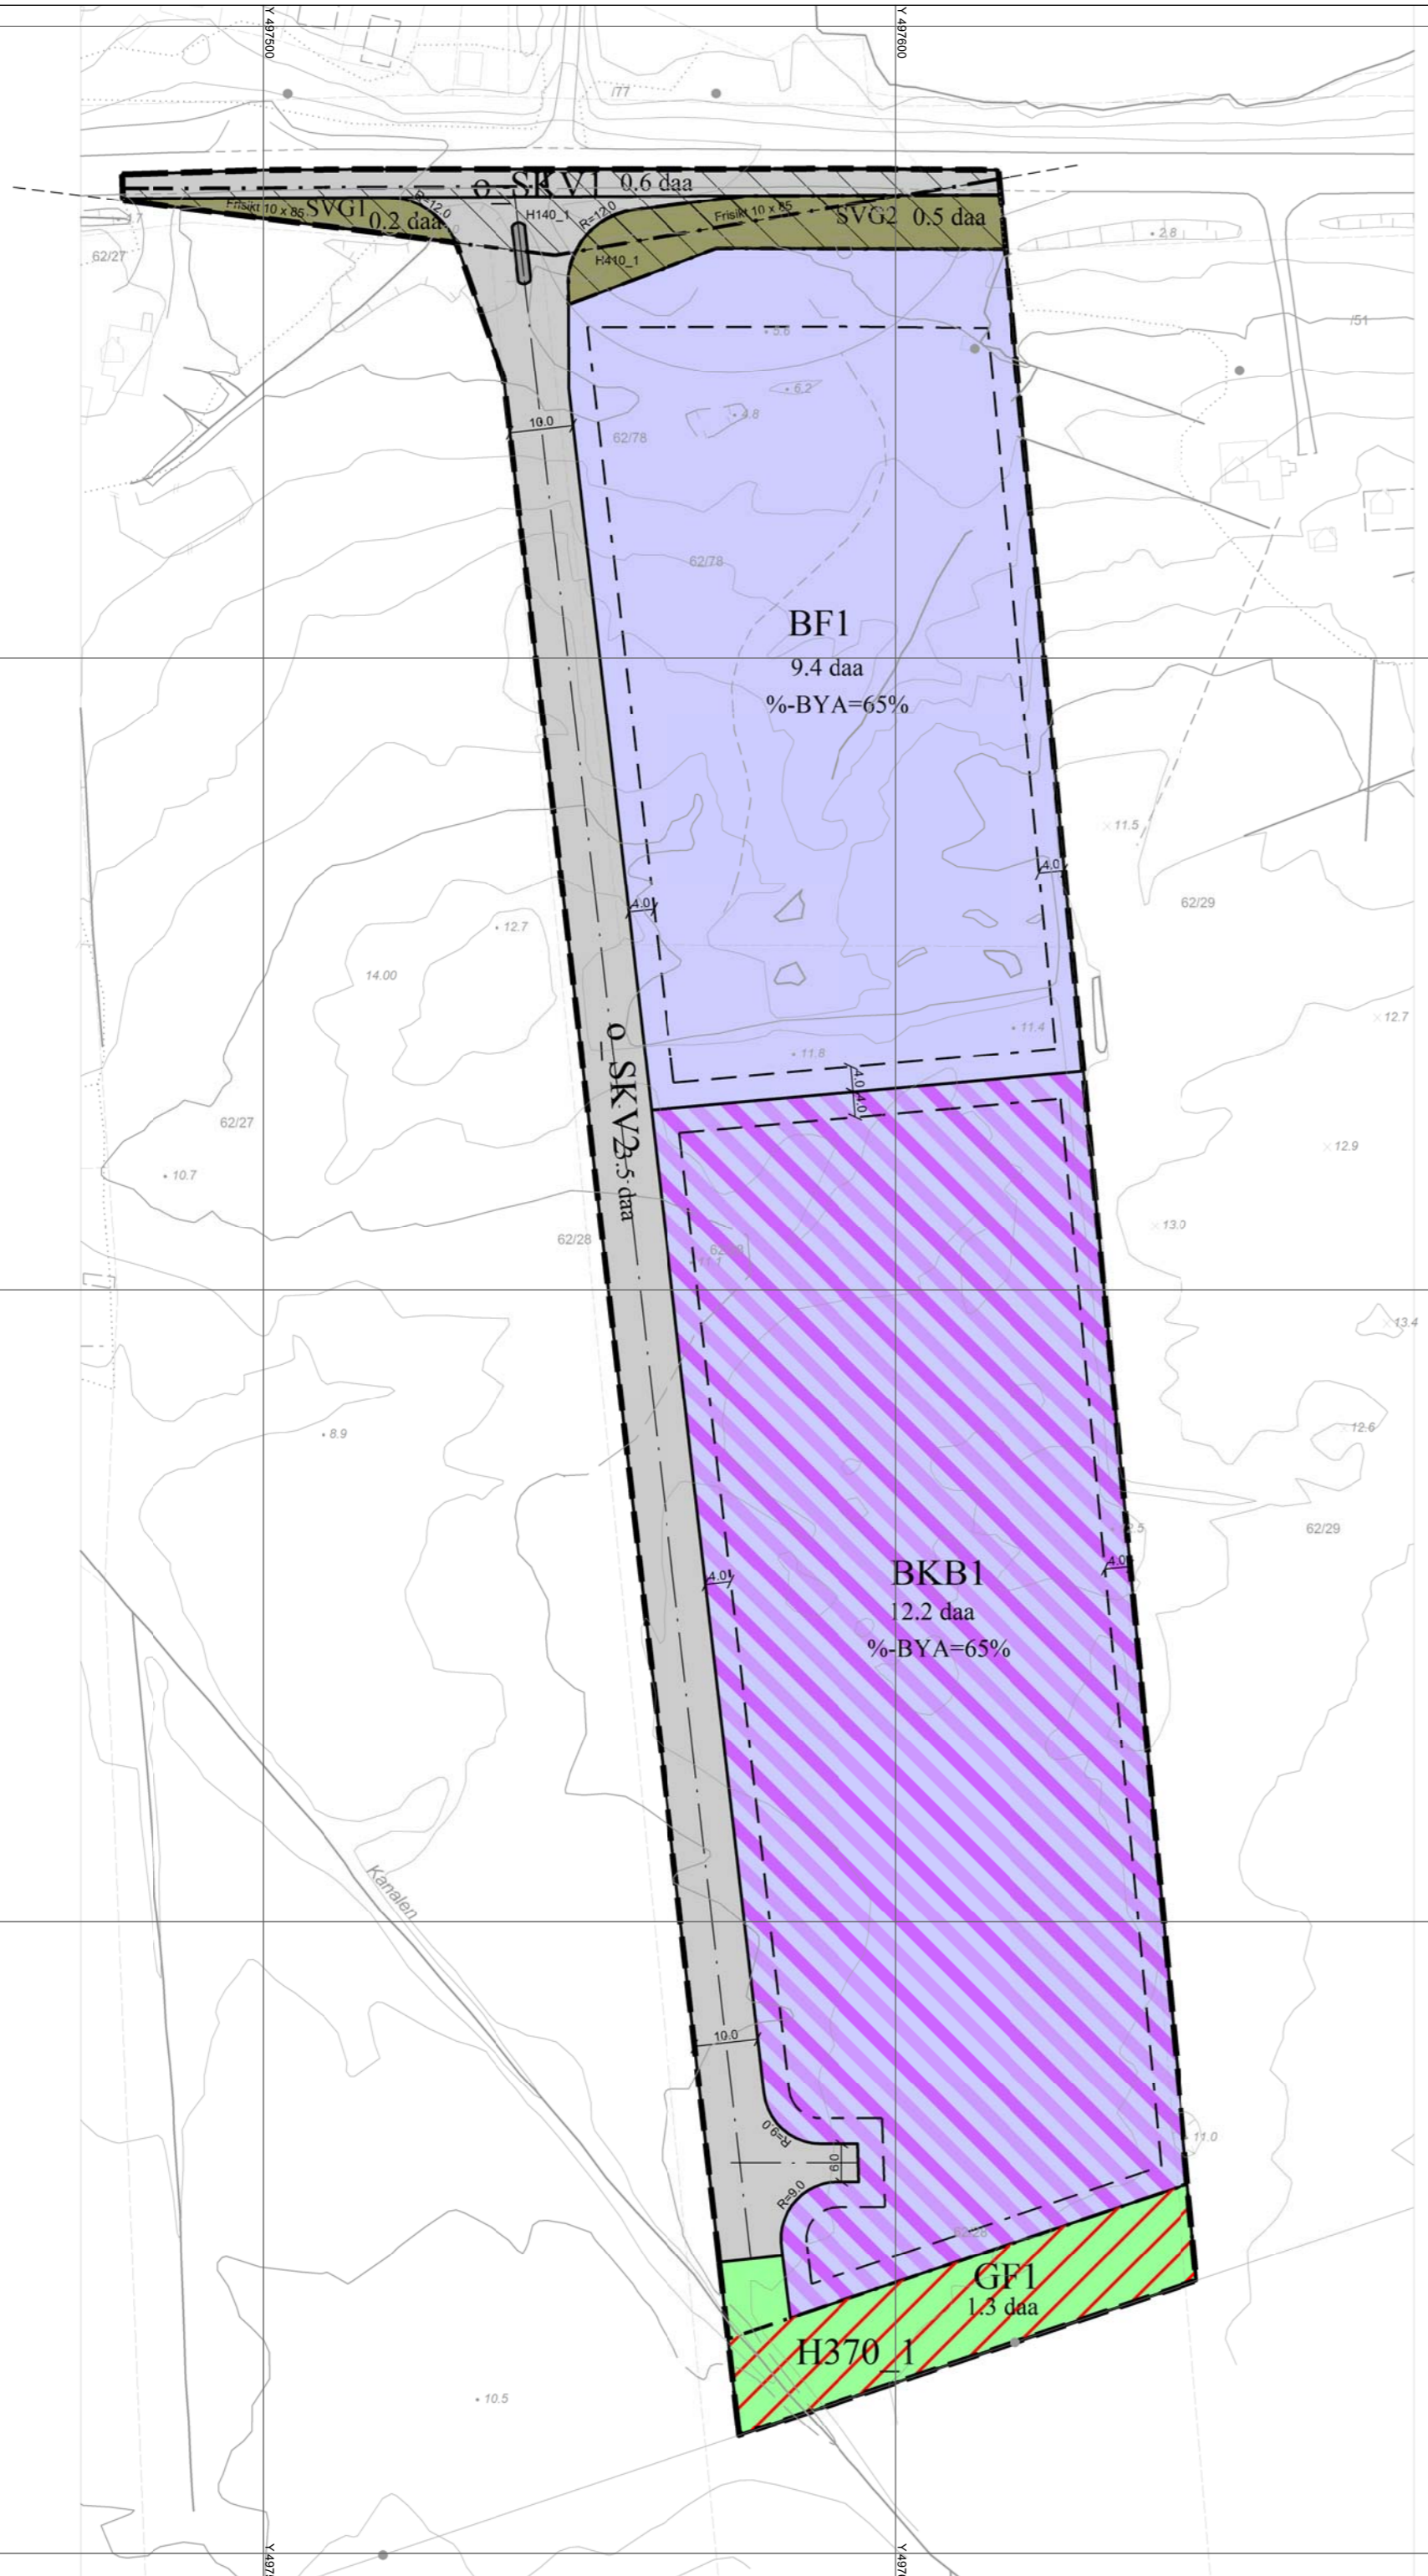 Y 497500
Y 497600
/77
o_SKV1 0.6 daa
Frisikt 10 x 85
SVG1 0.2 daa
R=12.0
H140_1
R=12.0
Frisikt 10 x 85
SVG2 0.5 daa
H410_1
2.8
62/27
/51
5.6
6.2
4.8
10.0
62/78
62/78
BF1
9.4 daa
%-BYA=65%
11.5
4.0
4.0
62/29
12.7
14.00
12.7
11.4
11.8
4.0
4.0
o_SKV2 3.5 daa
62/27
12.9
10.7
13.0
62/28
11.1
13.4
12.6
8.9
62/29
BKB1
12.2 daa
%-BYA=65%
4.0
4.0
Kanalen
10.0
R=9.0
6.0
11.0
R=9.0
62/28
GF1
1.3 daa
H370_1
10.5